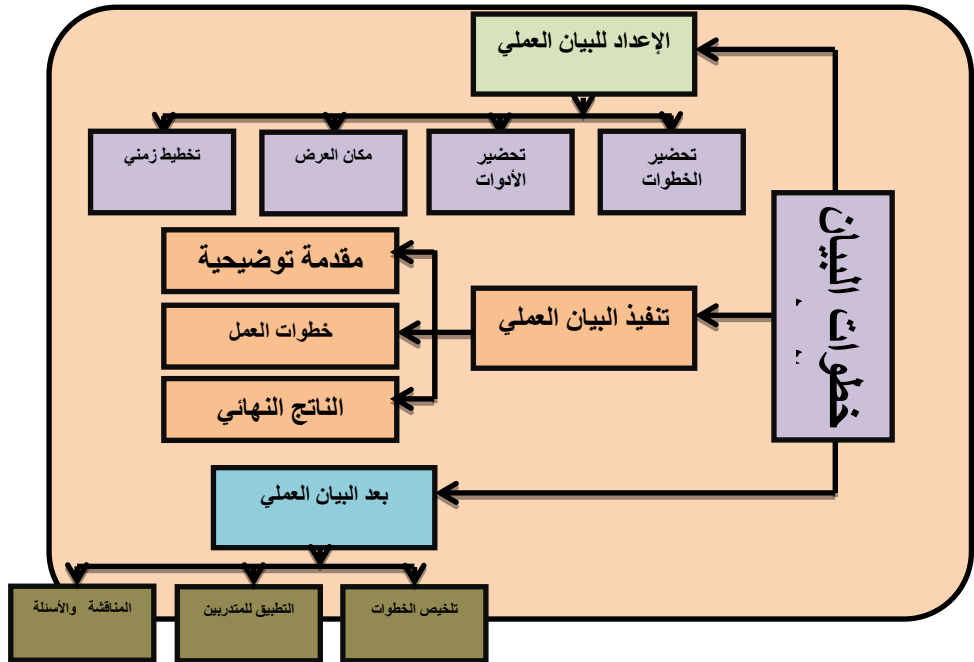 الإعداد للبيان العملي
تحضير
الخطوات
تحضير
الأدوات
مكان العرض
تخطيط زمني
خطوات البيان
تنفيذ البيان العملي
مقدمة توضيحية
خطوات العمل
الناتج النهائي
بعد البيان العملي
تلخيص الخطوات
التطبيق للمتدربين
المناقشة والأسئلة